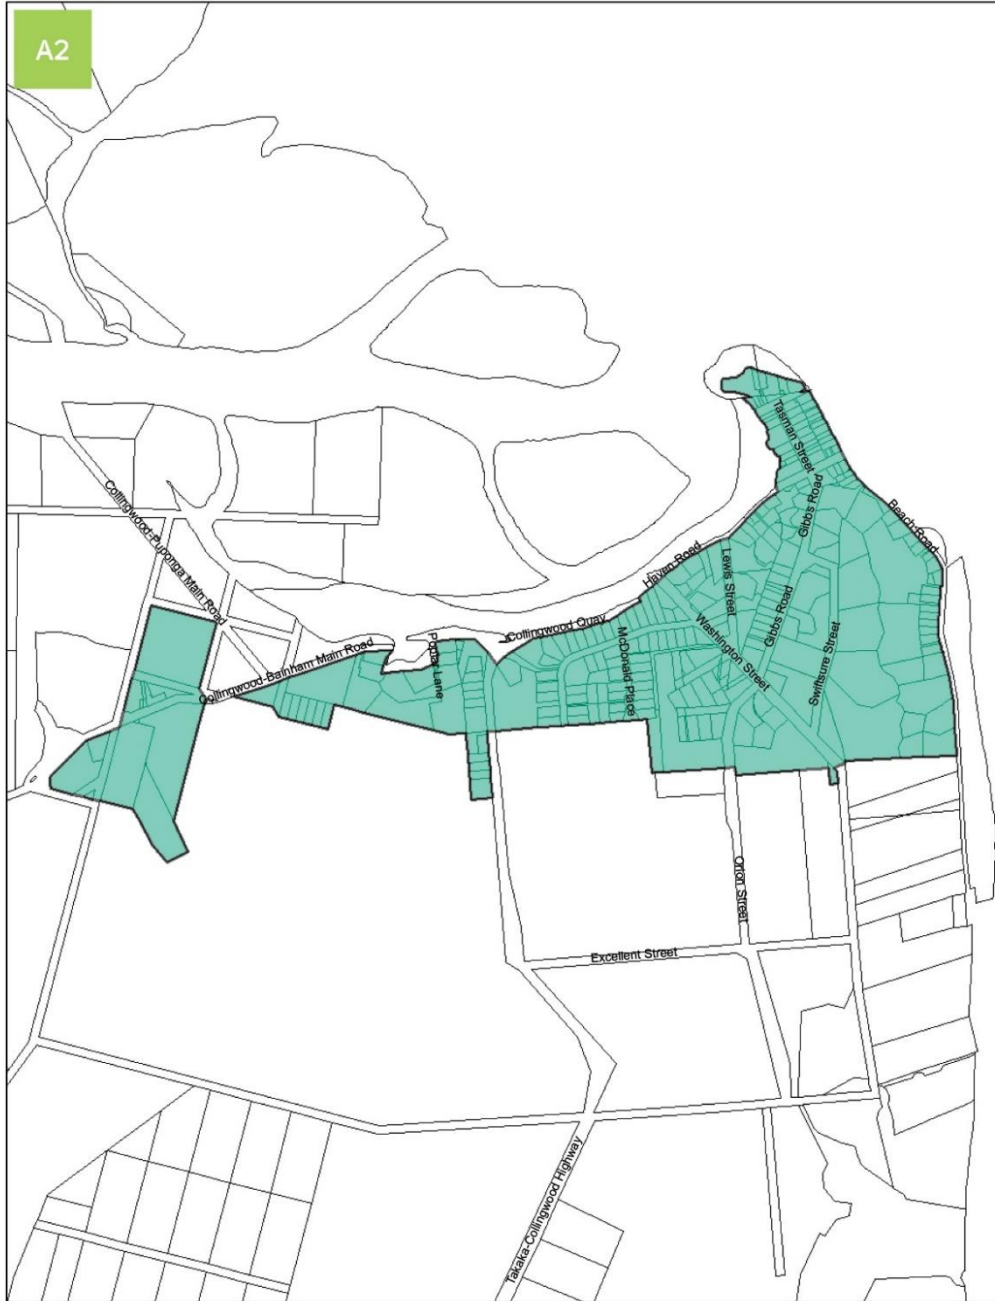 A2
Tasman Street
Gibbs Road
Beach Road
Collingwood-Puponga Main Road
Haven Road
Lewis Street
Collingwood Quay
Gibbs Road
Washington Street
McDonald Place
Swiftsure Street
Collingwood-Bainham Main Road
Lane
Orion Street
Excellent Street
Takaka-Collingwood Highway